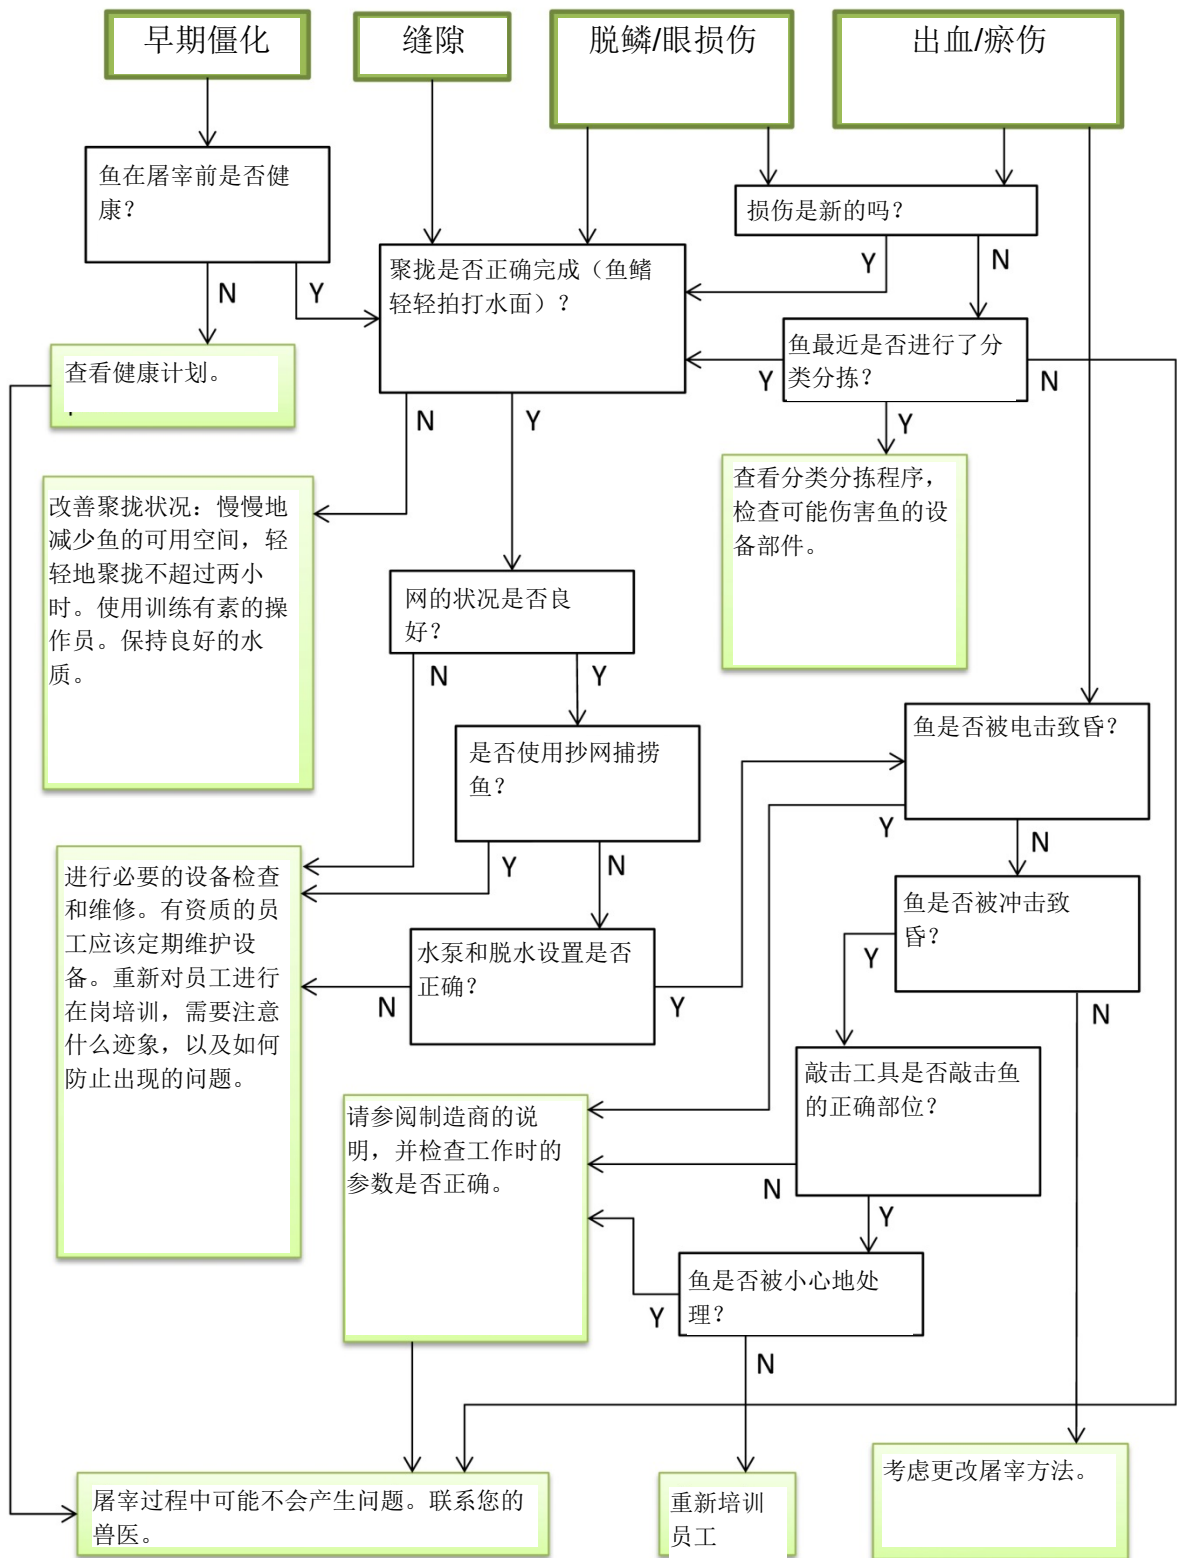 早期僵化
缝隙
脱鳞/眼损伤
出血/瘀伤
鱼在屠宰前是否健
康？
损伤是新的吗？
Y
N
N
Y
聚拢是否正确完成（鱼鳍
轻轻拍打水面）？
鱼最近是否进行了分
类分拣？
Y
N
Y
查看健康计划。
N
Y
查看分类分拣程序，
检查可能伤害鱼的设
备部件。
改善聚拢状况：慢慢地
减少鱼的可用空间，轻
轻地聚拢不超过两小
时。使用训练有素的操
作员。保持良好的水
质。
网的状况是否良
好？
N
Y
是否使用抄网捕捞
鱼？
鱼是否被电击致昏？
Y
N
Y
N
进行必要的设备检查
和维修。有资质的员
工应该定期维护设
备。重新对员工进行
在岗培训，需要注意
什么迹象，以及如何
防止出现的问题。
水泵和脱水设置是否
正确？
N
Y
鱼是否被冲击致
昏？
Y
N
敲击工具是否敲击鱼
的正确部位？
N
Y
请参阅制造商的说
明，并检查工作时的
参数是否正确。
鱼是否被小心地处
理？
Y
N
屠宰过程中可能不会产生问题。联系您的
兽医。
重新培训
员工
考虑更改屠宰方法。